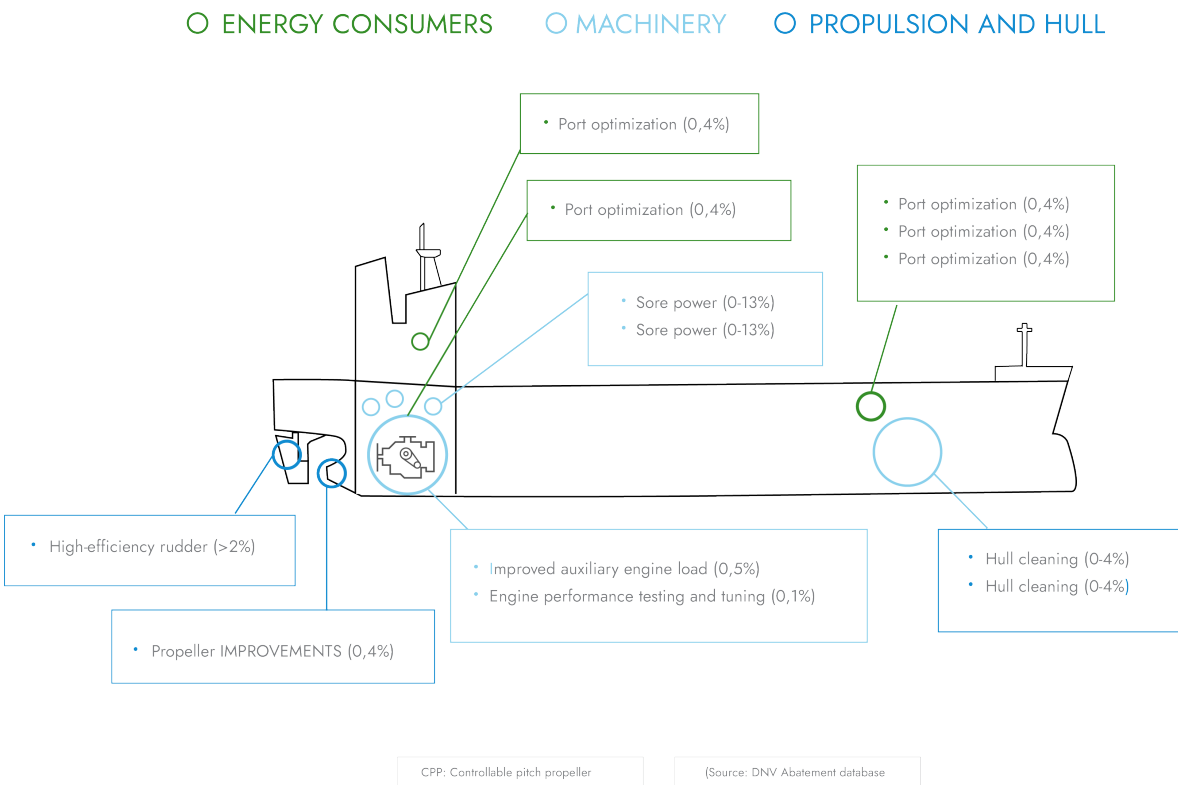 ENERGY CONSUMERS
MACHINERY
PROPULSION AND HULL
• Port optimization (0,4%)
• Port optimization (0,4%)
• Port optimization (0,4%)
• Port optimization (0,4%)
• Port optimization (0,4%)
• Sore power (0-13%)
• Sore power (0-13%)
• High-efficiency rudder (>2%)
• Propeller IMPROVEMENTS (0,4%)
• Improved auxiliary engine load (0,5%)
• Engine performance testing and tuning (0,1%)
• Hull cleaning (0-4%)
• Hull cleaning (0-4%)
CPP: Controllable pitch propeller
(Source: DNV Abatement database